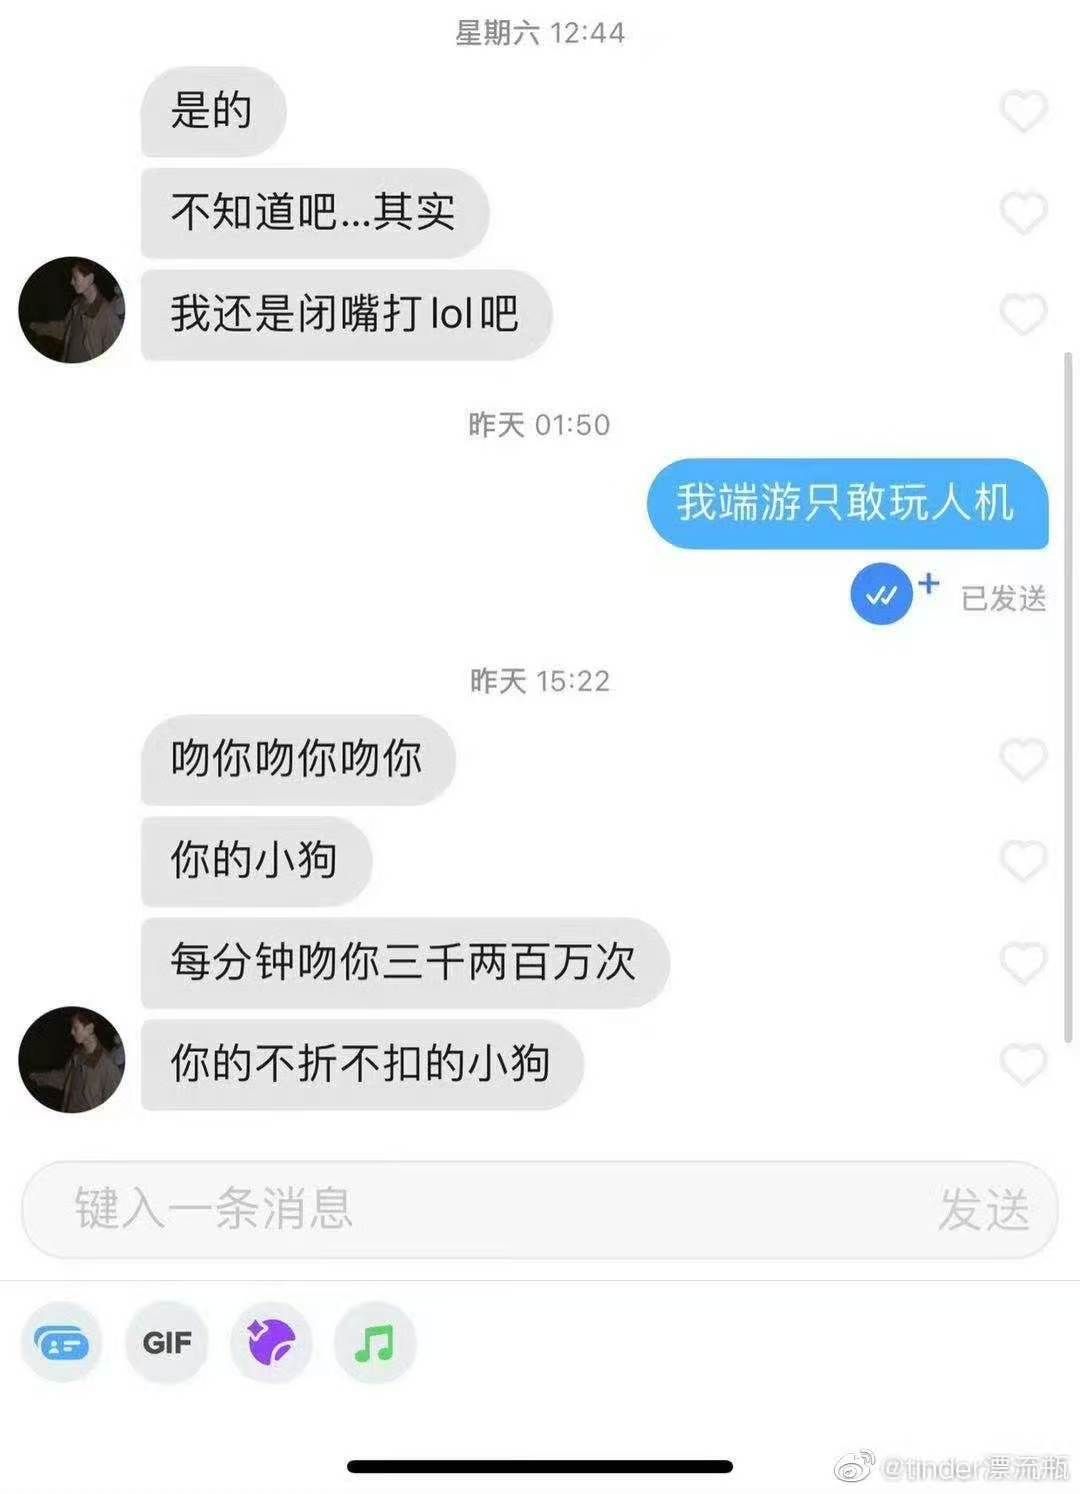 星期六 12:44
是的
不知道吧...其实
我还是闭嘴打lol吧
昨天 01:50
我端游只敢玩人机
已发送
昨天 15:22
吻你吻你吻你
你的小狗
每分钟吻你三千两百万次
你的不折不扣的小狗
键入一条消息 发送
GIF
@tinder漂流瓶